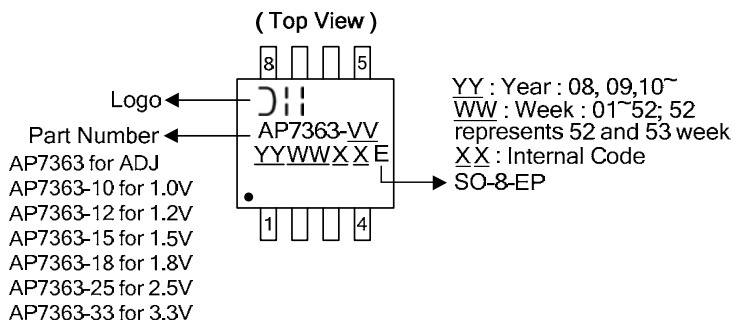 ( Top View )
8 5
Logo
AP7363-VV
Part Number
YYWWXXE
AP7363 for ADJ
AP7363-10 for 1.0V
AP7363-12 for 1.2V
AP7363-15 for 1.5V
AP7363-18 for 1.8V
AP7363-25 for 2.5V
AP7363-33 for 3.3V
1 4
YY : Year : 08, 09,10~
WW : Week : 01~52; 52
represents 52 and 53 week
XX : Internal Code
SO-8-EP